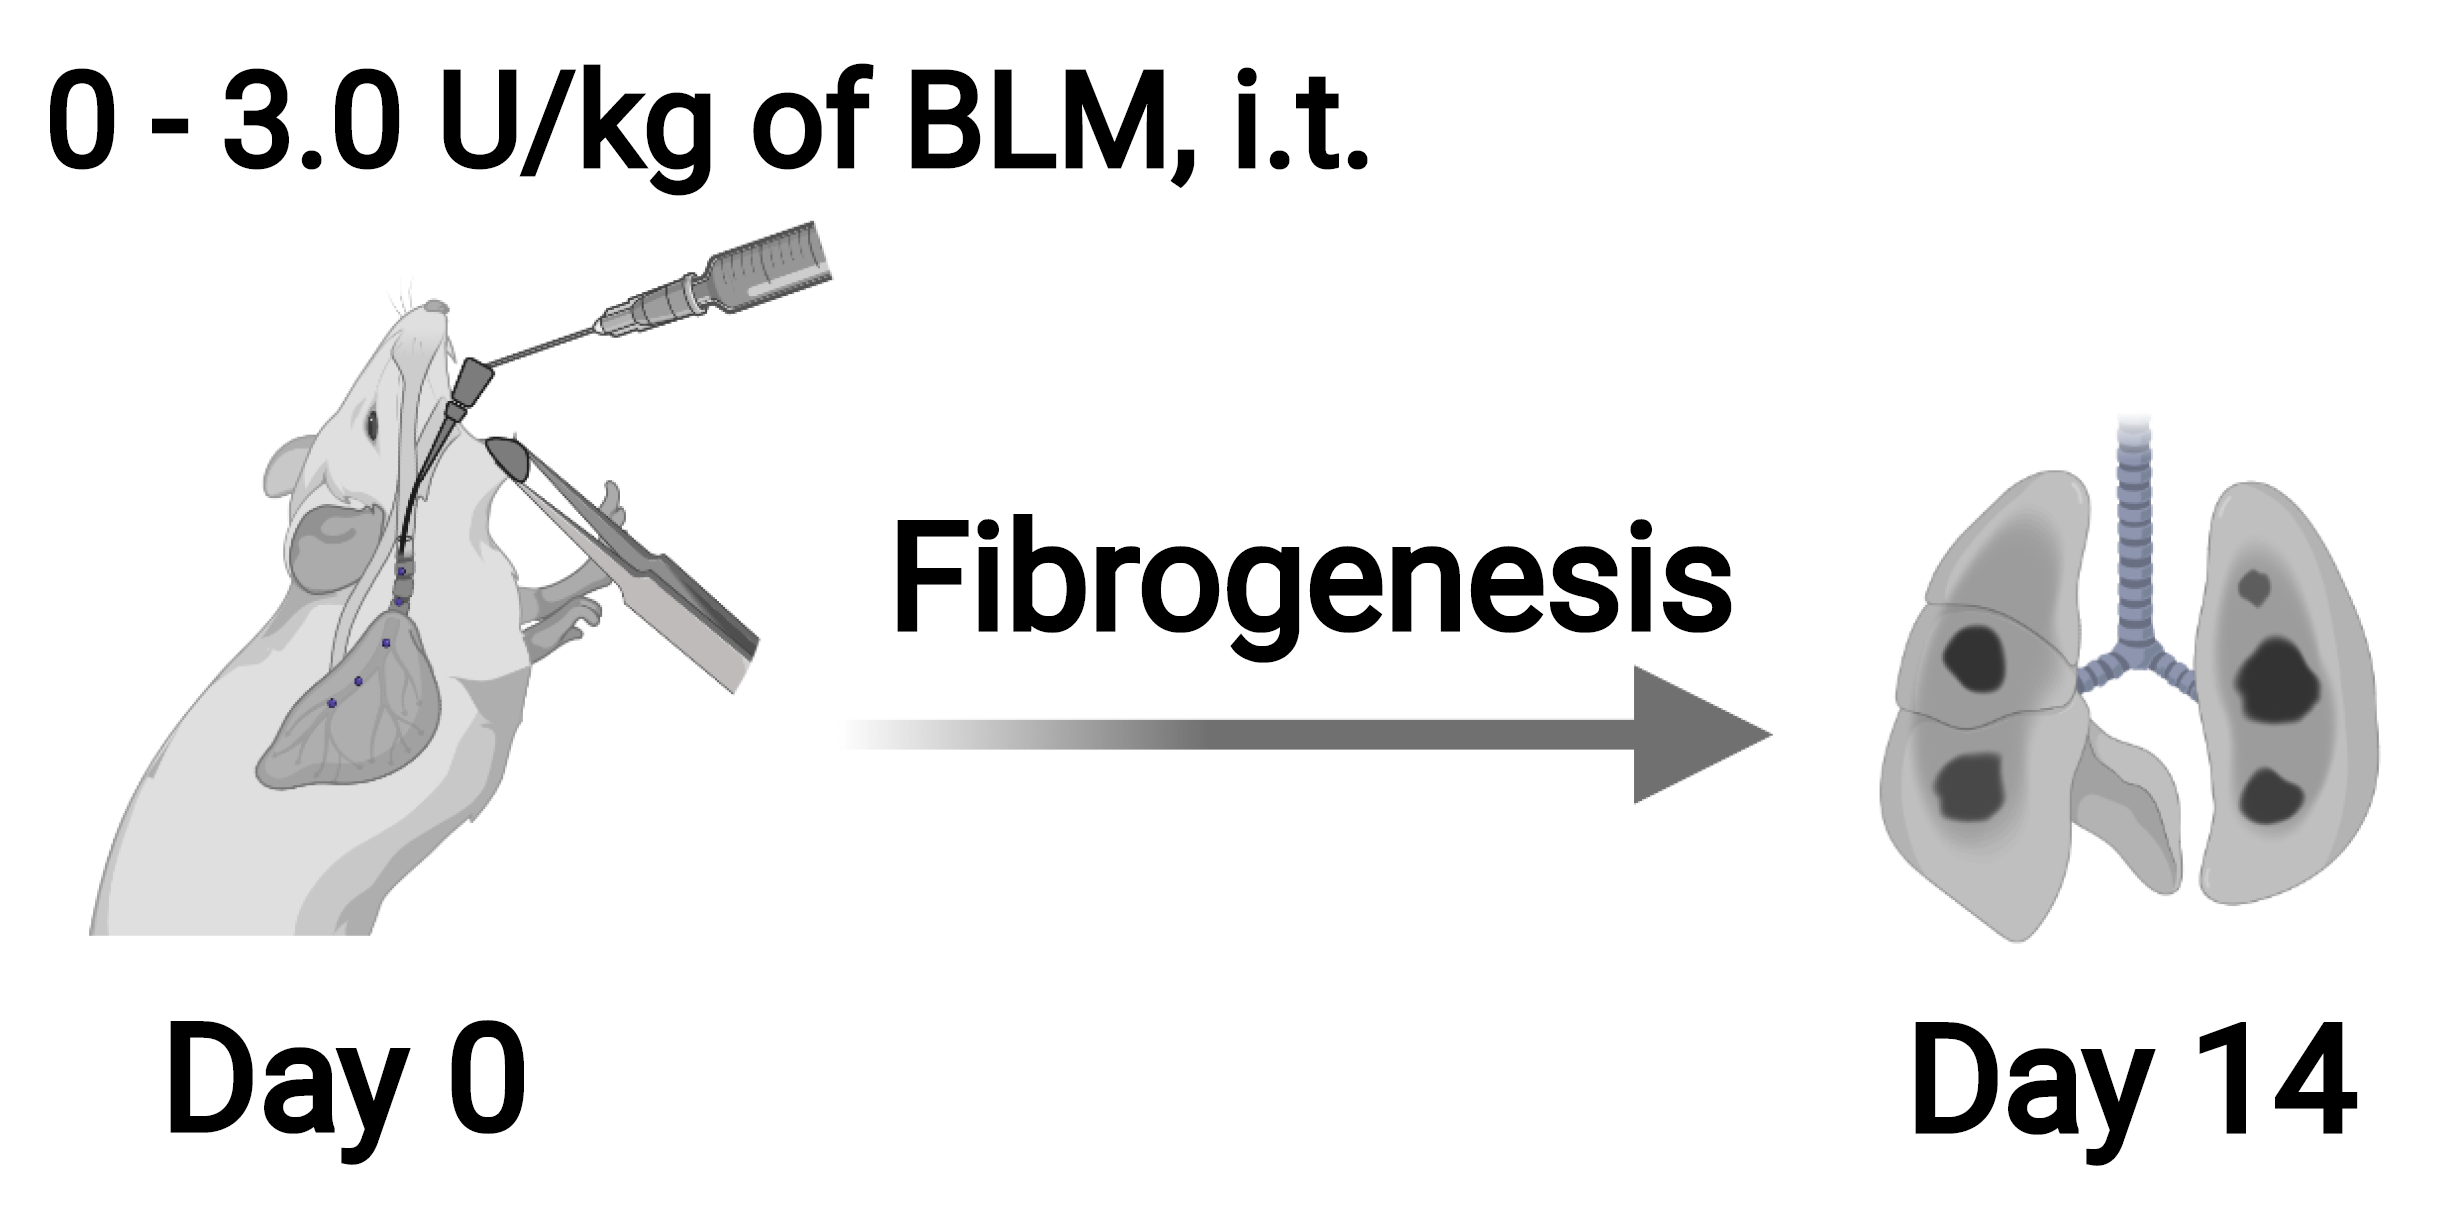 0 - 3.0 U/kg of BLM, i.t.
Fibrogenesis
Day 0
Day 14